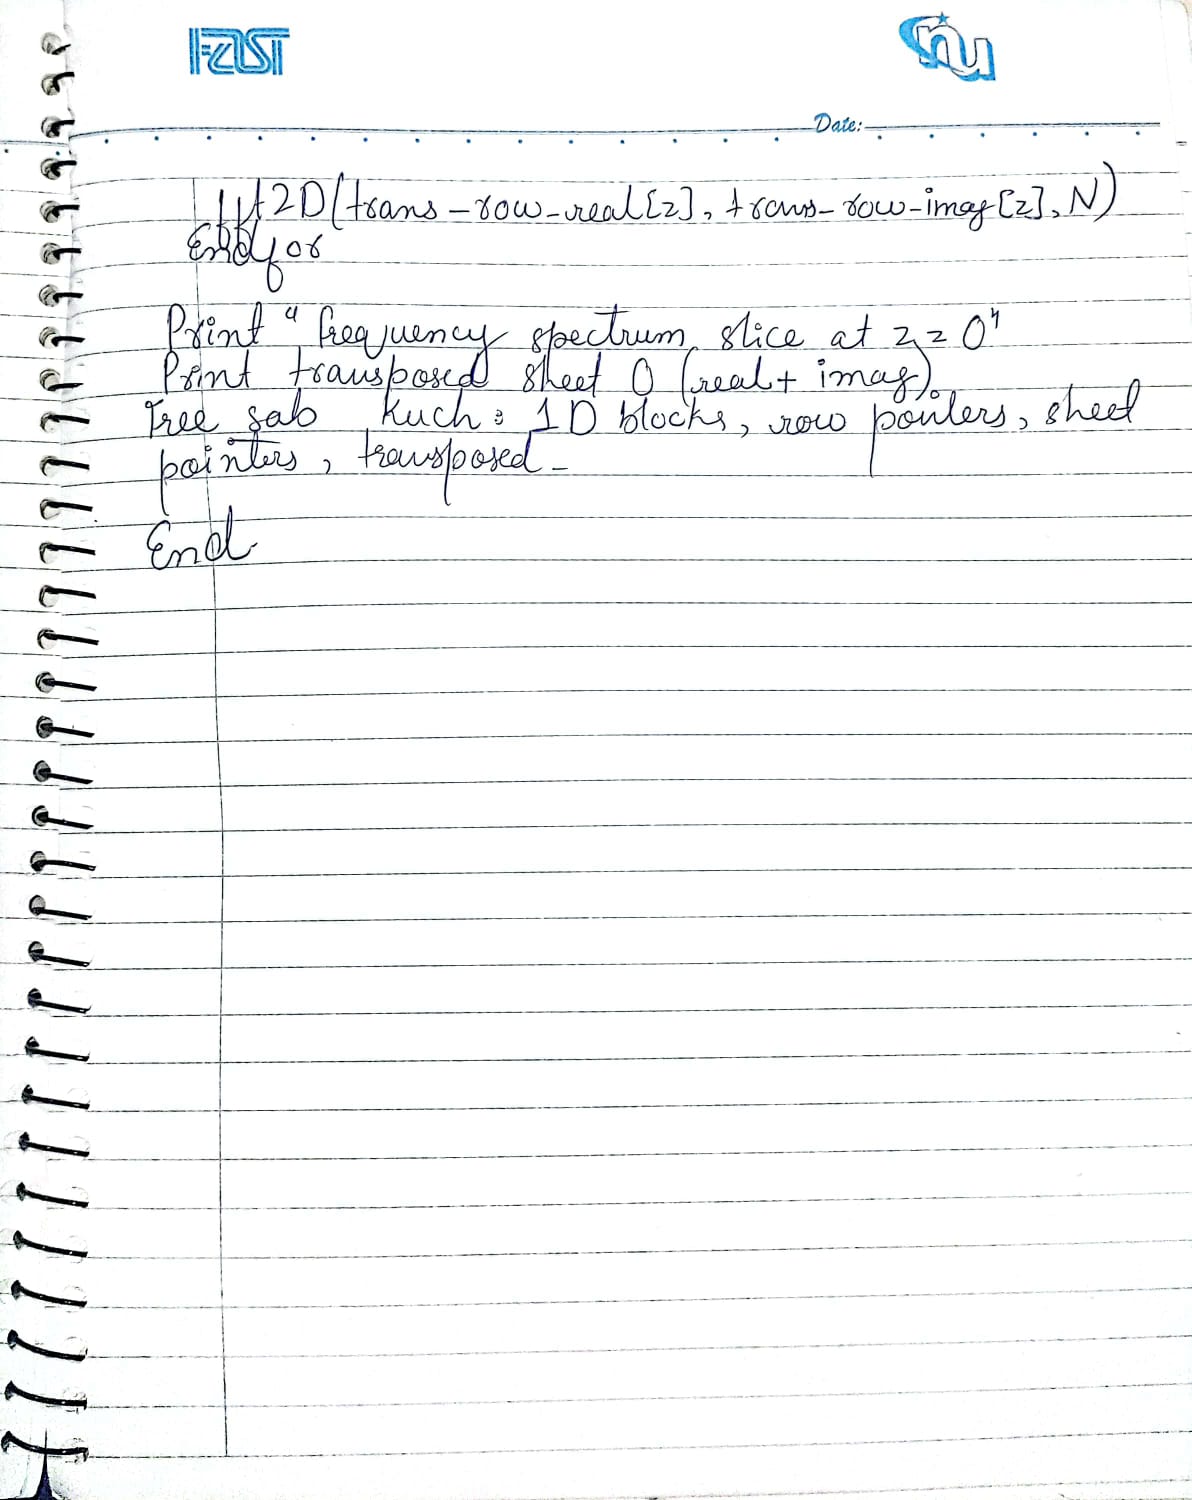 FAST
nu
Date:
fft2D(trans-row-real[z], trans-row-imag[z], N)
Endfor
Print "frequency spectrum slice at z=0"
Print transposed sheet 0 (real + imag).
Free sab kuch: 1D blocks, row pointers, sheet
pointers, transposed-
End